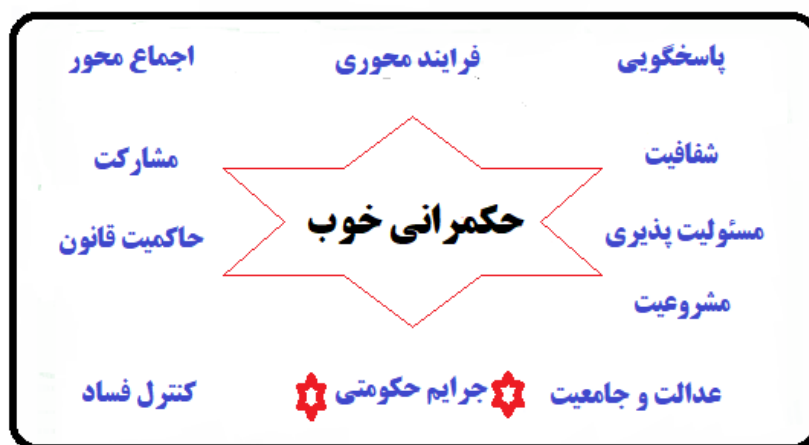 پاسخگویی
فرایند محوری
اجماع محور
شفافیت
مشارکت
حکمرانی خوب
مسئولیت پذیری
حاکمیت قانون
مشروعیت
عدالت و جامعیت
جرایم حکومتی
کنترل فساد